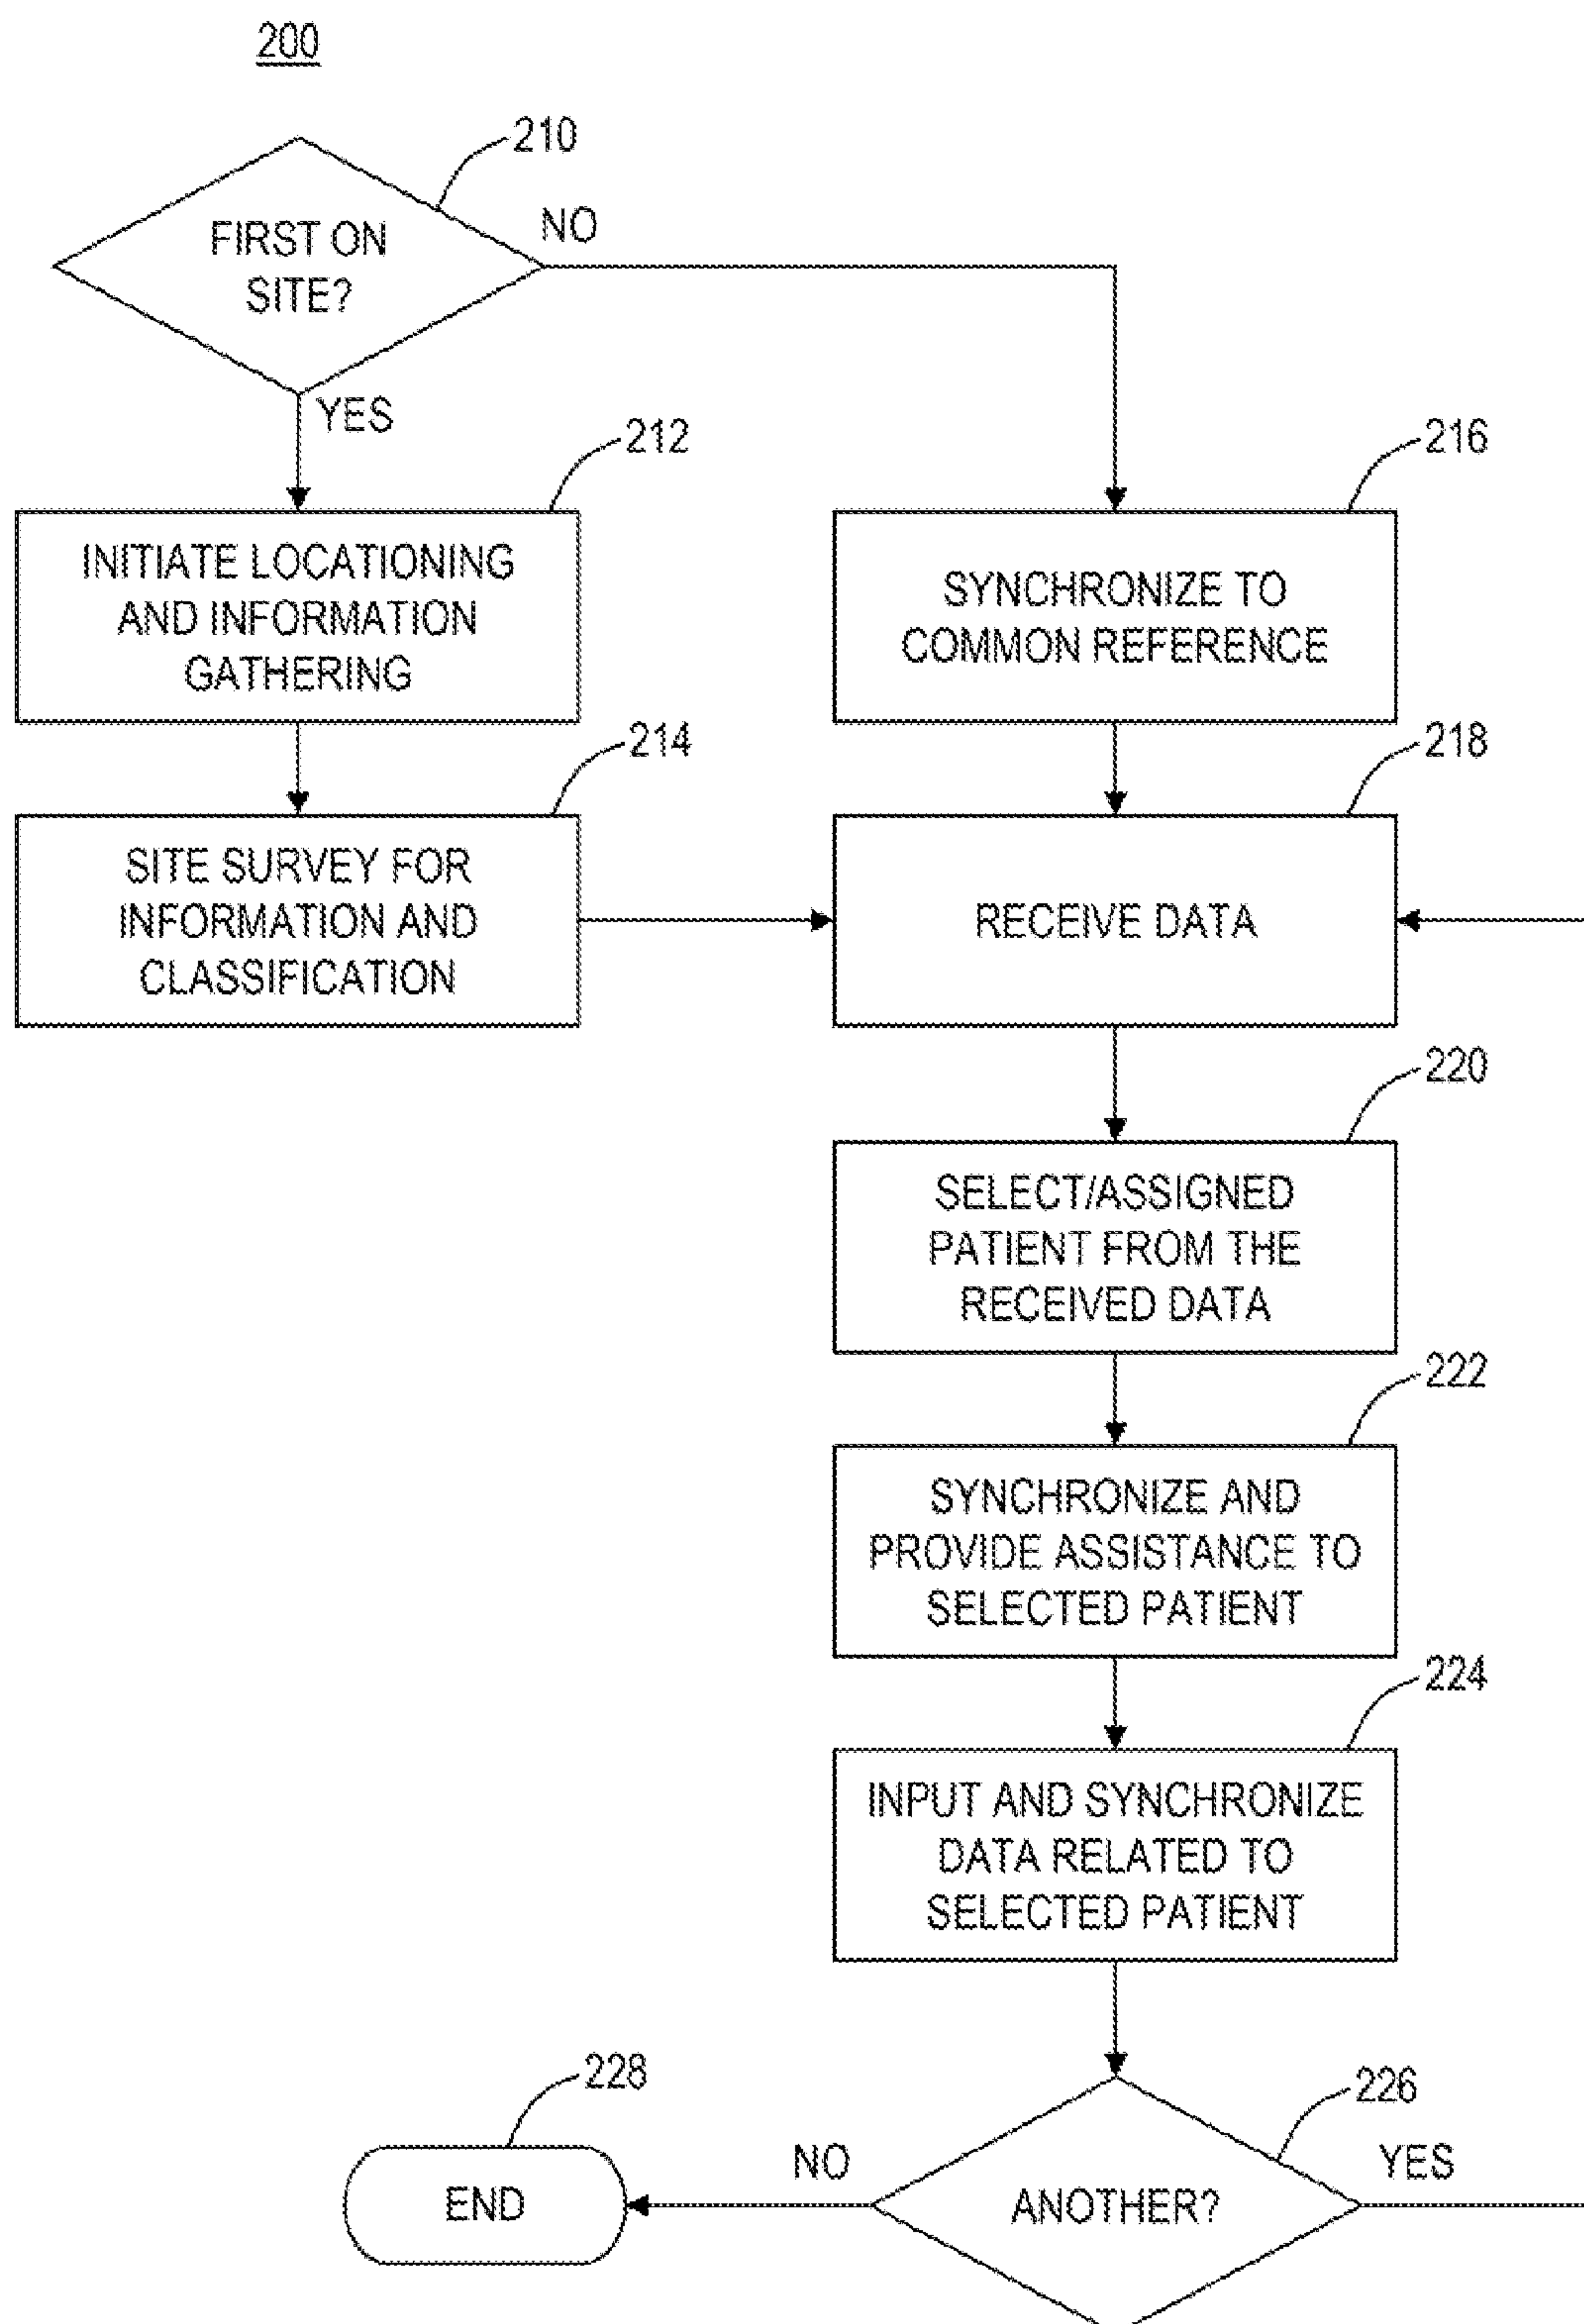 200
210
FIRST ON
SITE?
NO
YES
212
INITIATE LOCATIONING
AND INFORMATION
GATHERING
216
SYNCHRONIZE TO
COMMON REFERENCE
214
SITE SURVEY FOR
INFORMATION AND
CLASSIFICATION
218
RECEIVE DATA
220
SELECT/ASSIGNED
PATIENT FROM THE
RECEIVED DATA
222
SYNCHRONIZE AND
PROVIDE ASSISTANCE TO
SELECTED PATIENT
224
INPUT AND SYNCHRONIZE
DATA RELATED TO
SELECTED PATIENT
226
ANOTHER?
YES
NO
228
END